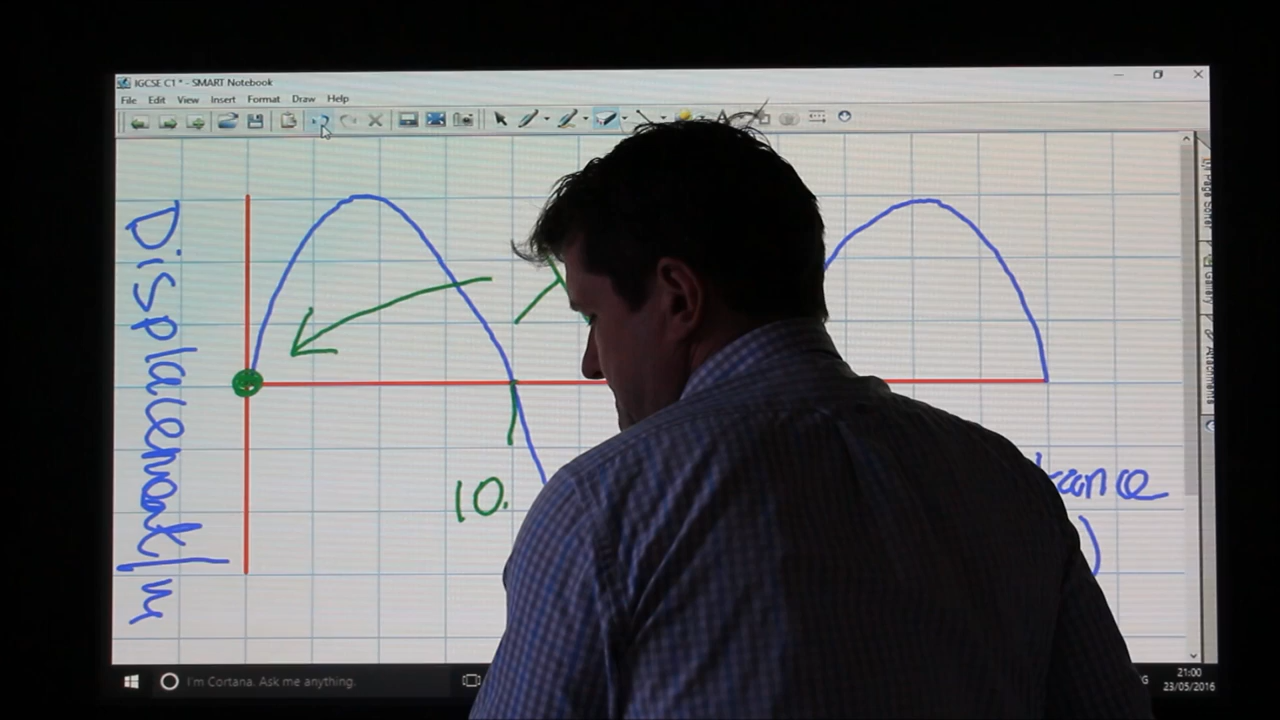 IGCSE C1 * - SMART Notebook
File Edit View Insert Format Draw Help
Displacement/m
10.
I'm Cortana. Ask me anything.
21:00
23/05/2016